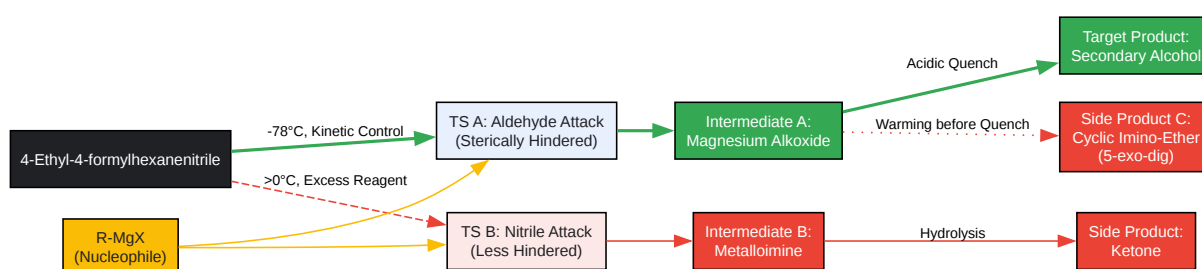 4-Ethyl-4-formylhexanenitrile
R-MgX
(Nucleophile)
-78°C, Kinetic Control
>0°C, Excess Reagent
TS A: Aldehyde Attack
(Sterically Hindered)
TS B: Nitrile Attack
(Less Hindered)
Intermediate A:
Magnesium Alkoxide
Intermediate B:
Metalloimine
Acidic Quench
Warming before Quench
Hydrolysis
Target Product:
Secondary Alcohol
Side Product C:
Cyclic Imino-Ether
(5-exo-dig)
Side Product:
Ketone